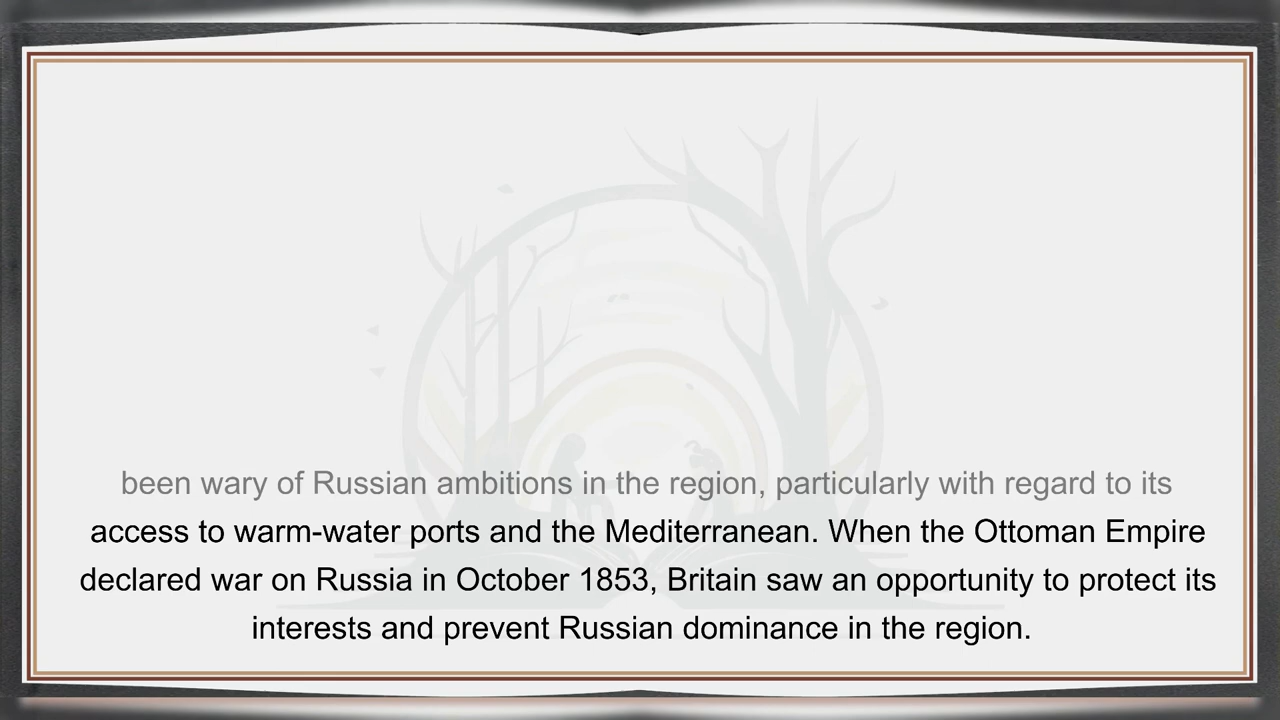 been wary of Russian ambitions in the region, particularly with regard to its
access to warm-water ports and the Mediterranean. When the Ottoman Empire
declared war on Russia in October 1853, Britain saw an opportunity to protect its
interests and prevent Russian dominance in the region.